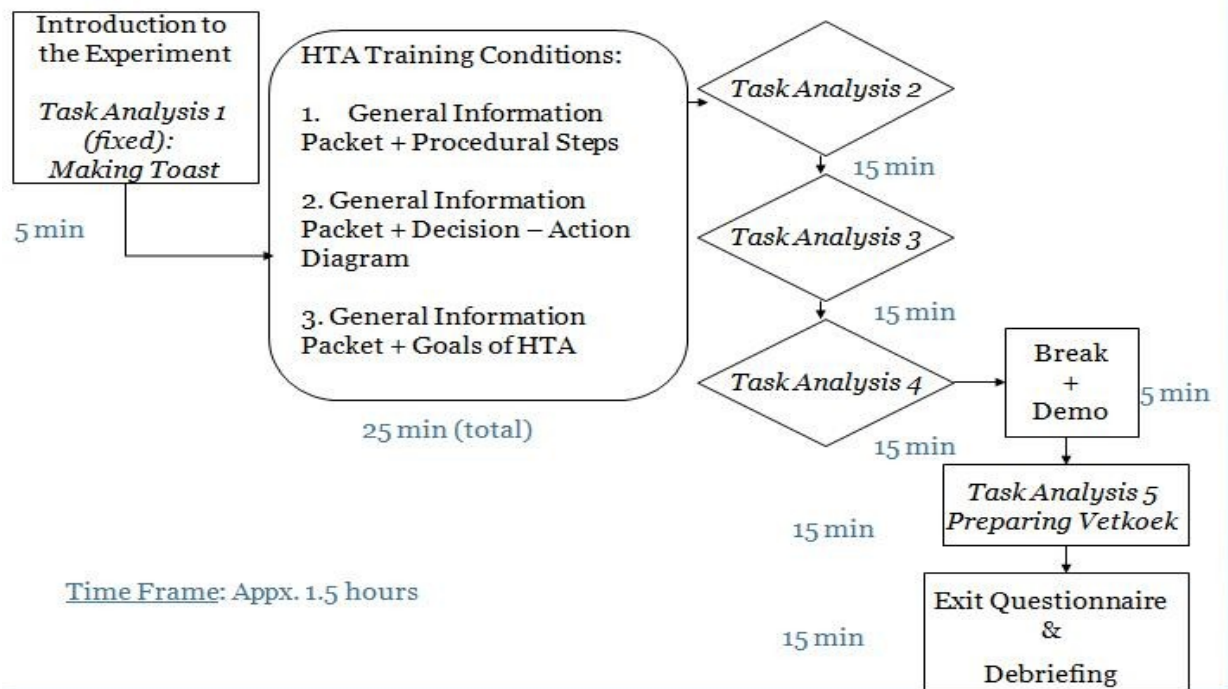 Introduction to
the Experiment
Task Analysis 1
(fixed):
Making Toast
5 min
HTA Training Conditions:
1. General Information
Packet + Procedural Steps
2. General Information
Packet + Decision – Action
Diagram
3. General Information
Packet + Goals of HTA
25 min (total)
Task Analysis 2
15 min
Task Analysis 3
15 min
Task Analysis 4
15 min
Break
+
Demo
5 min
Task Analysis 5
Preparing Vetkoek
15 min
Exit Questionnaire
&
Debriefing
15 min
Time Frame: Appx. 1.5 hours